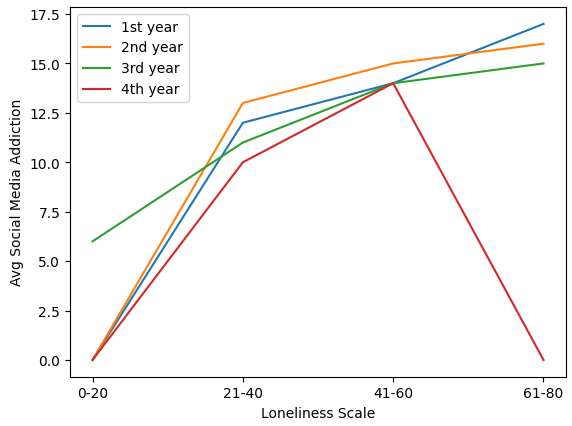 17.5
15.0
12.5
10.0
7.5
5.0
2.5
0.0
Avg Social Media Addiction
1st year
2nd year
3rd year
4th year
0-20
21-40
41-60
61-80
Loneliness Scale